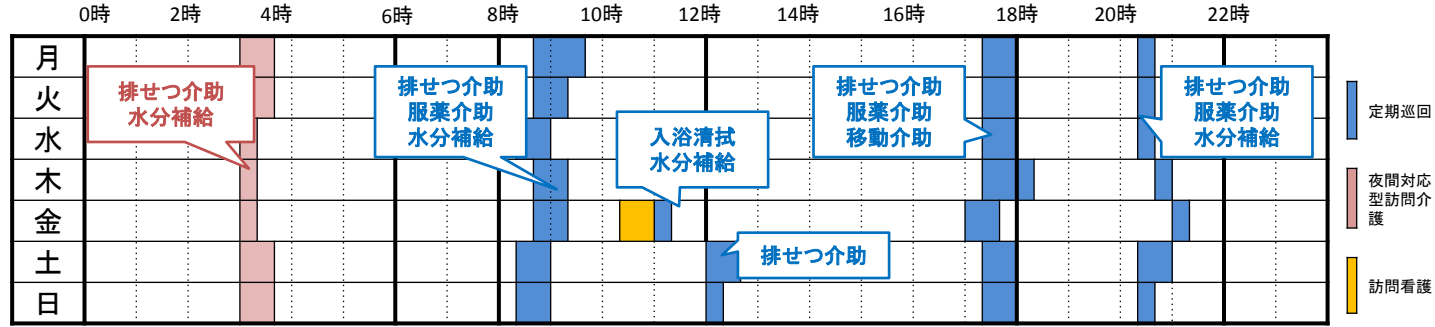 0時 2時 4時 6時 8時 10時 12時 14時 16時 18時 20時 22時
月
火
水
木
金
土
日
排せつ介助
水分補給
排せつ介助
服薬介助
水分補給
入浴清拭
水分補給
排せつ介助
排せつ介助
服薬介助
移動介助
排せつ介助
服薬介助
水分補給
定期巡回
夜間対応
型訪問介
護
訪問看護